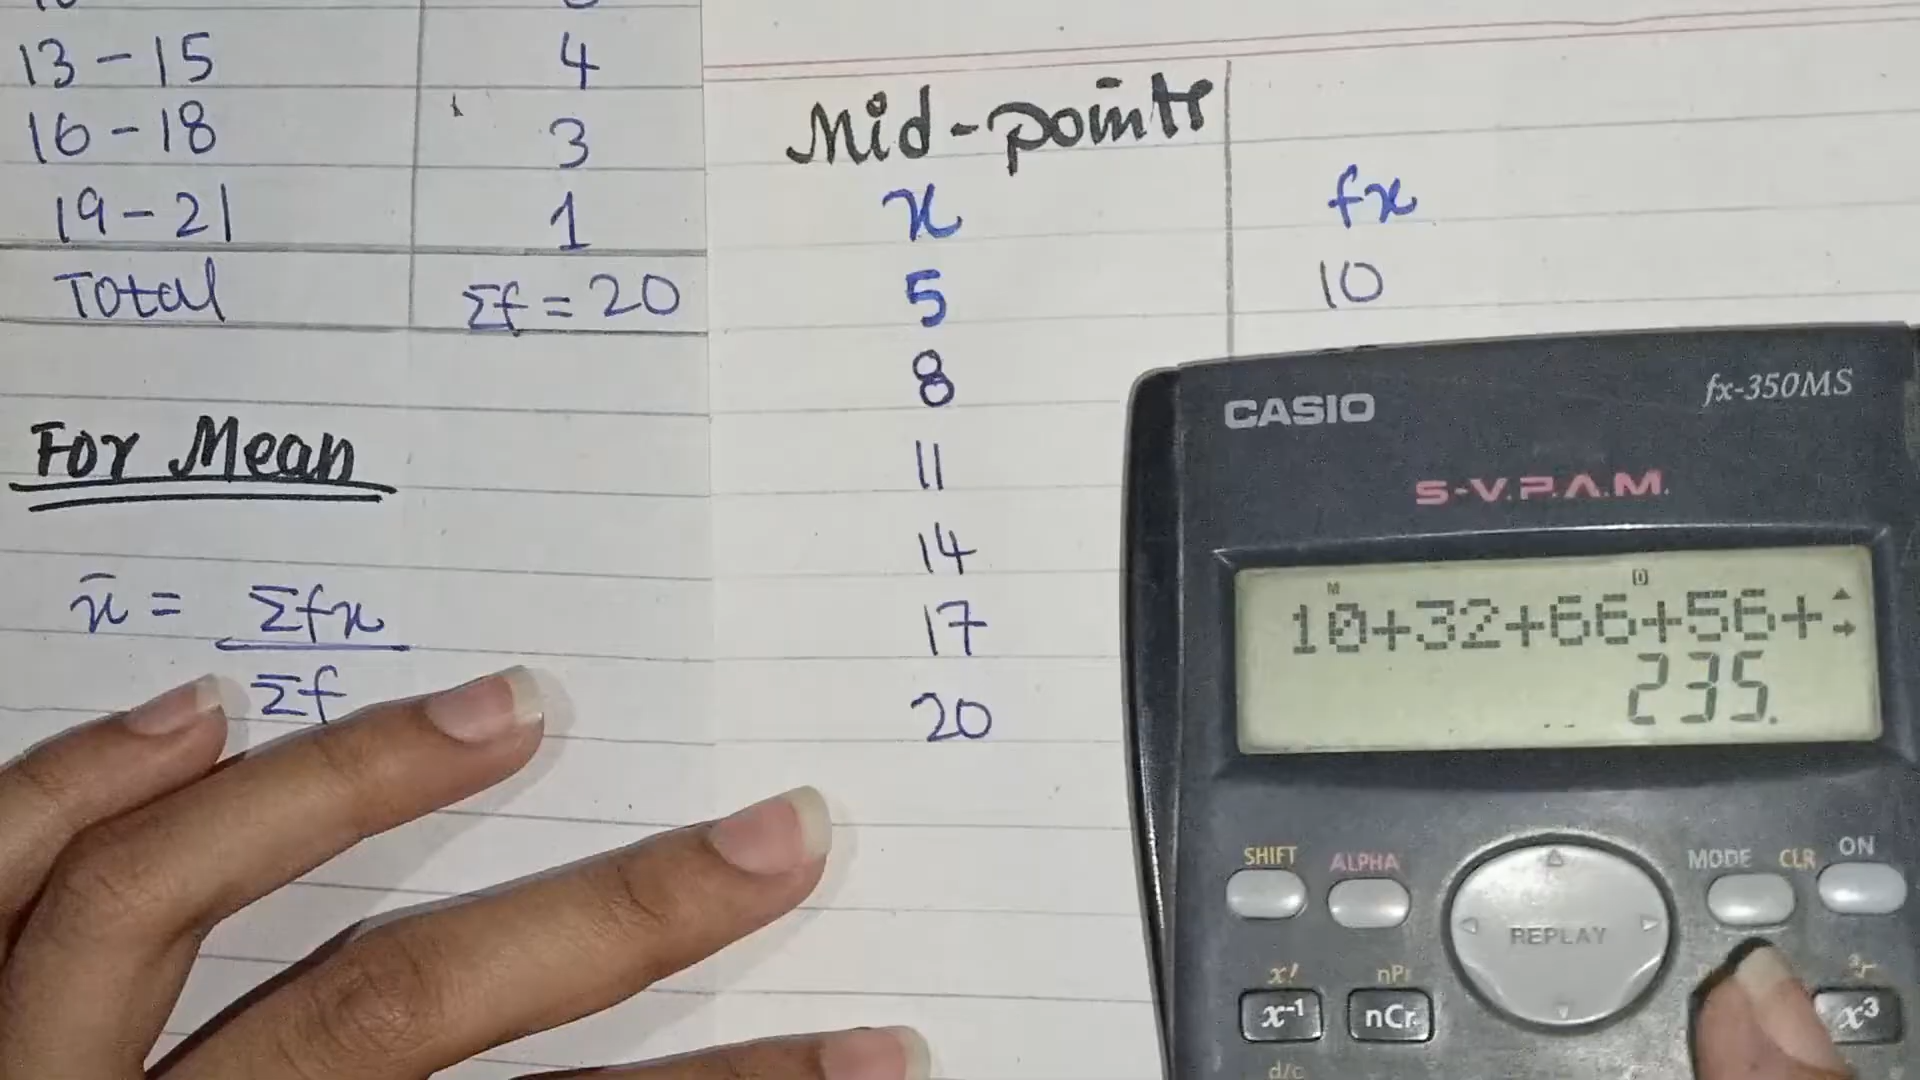 13-15 4
16-18 3
19-21 1
Total Σf = 20
For Mean
x̄ = Σfx
Σf
Mid-points
x fx
5 10
8
11
14
17
20
CASIO fx-350MS
S-V.P.A.M.
M D
10+32+66+56+
235.
SHIFT ALPHA MODE CLR ON
REPLAY
x! nPr ³√
x⁻¹ nCr x³
d/c